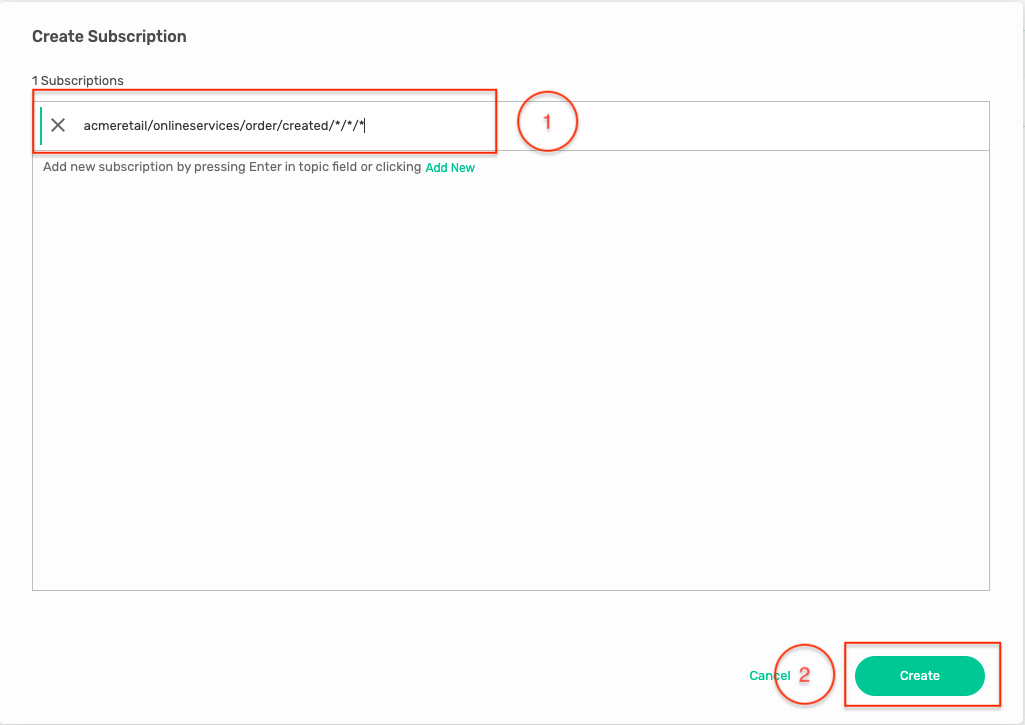 Create Subscription
1 Subscriptions
acmeretail/onlineservices/order/created/*/*/*
1
Add new subscription by pressing Enter in topic field or clicking Add New
Cancel
2
Create